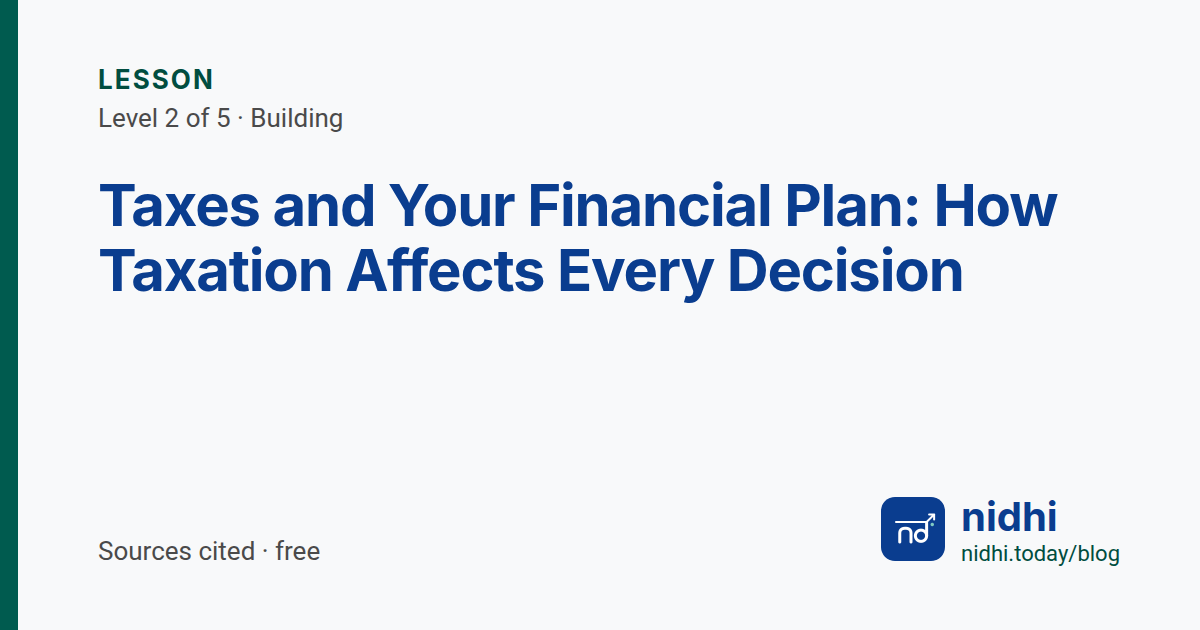 LESSON
Level 2 of 5 · Building
Taxes and Your Financial Plan: How
Taxation Affects Every Decision
Sources cited · free
nd
nidhi
nidhi.today/blog